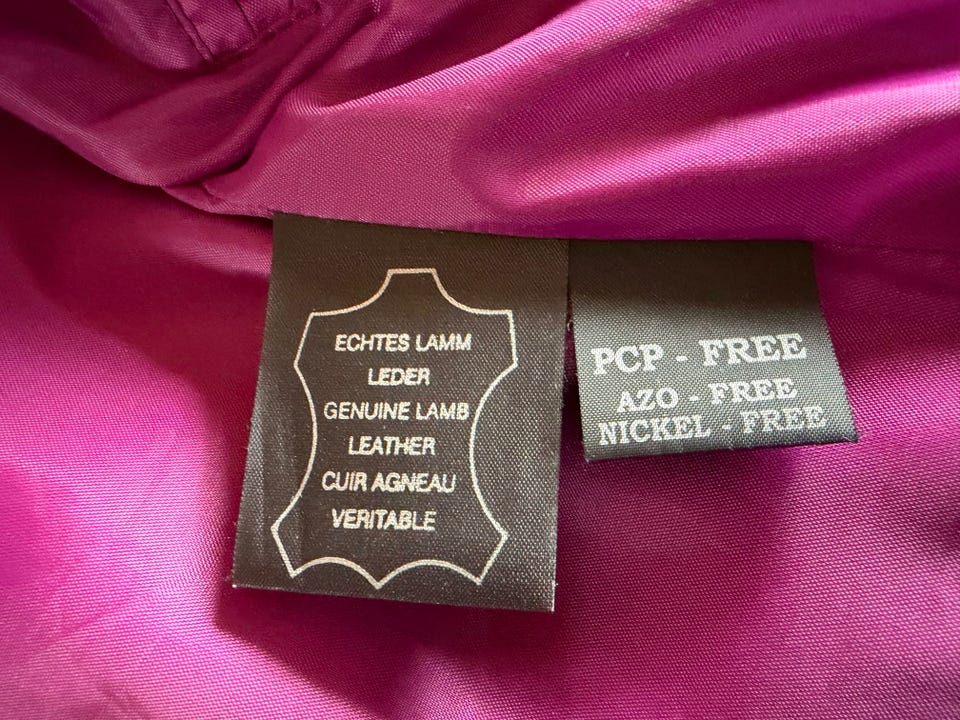 ECHTES LAMM
LEDER
GENUINE LAMB
LEATHER
CUIR AGNEAU
VERITABLE
PCP - FREE
AZO - FREE
NICKEL - FREE